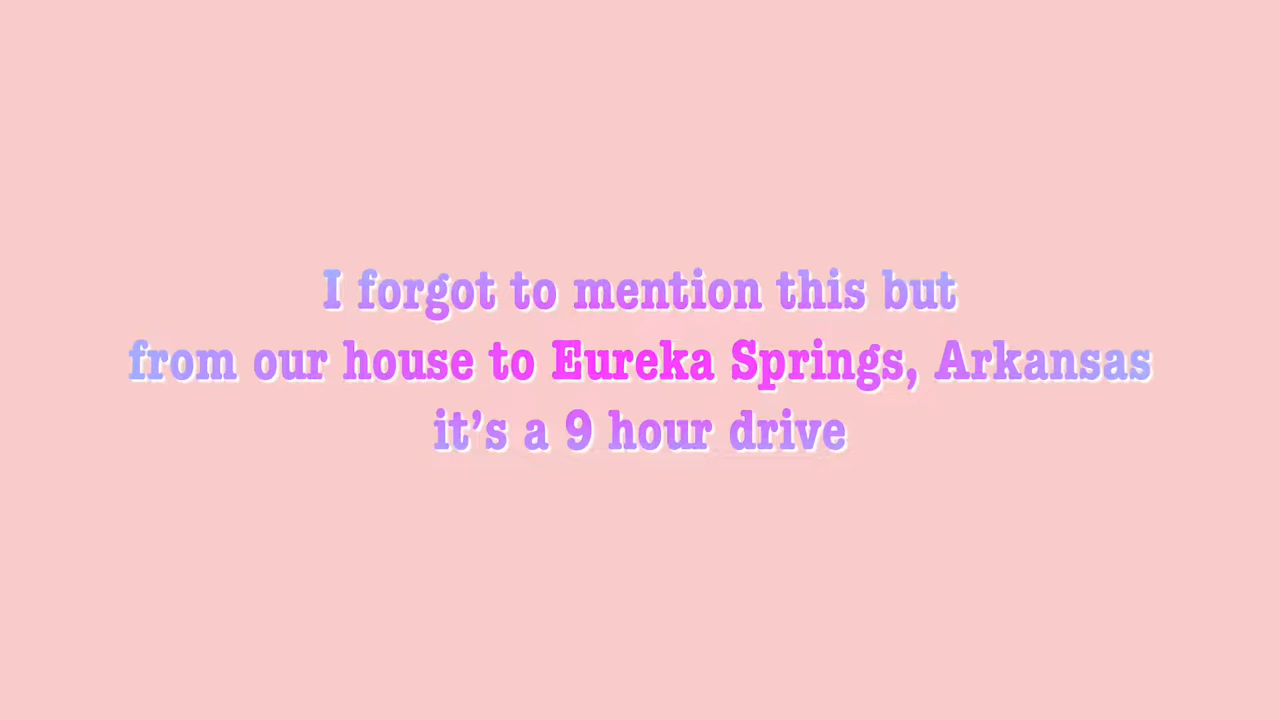 I forgot to mention this but
from our house to Eureka Springs, Arkansas
it’s a 9 hour drive